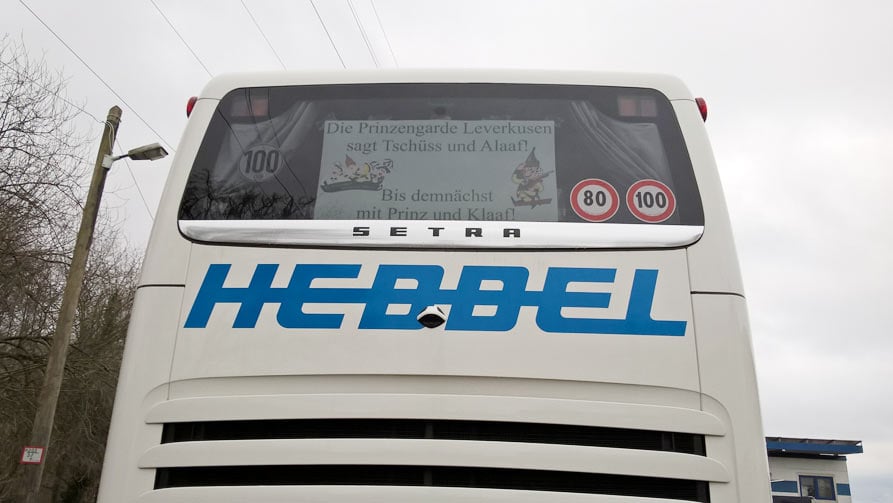 Die Prinzengarde Leverkusen
sagt Tschüss und Alaaf!
Bis demnächst
mit Prinz und Klaaf!
100
80
100
SETRA
HEBBEL